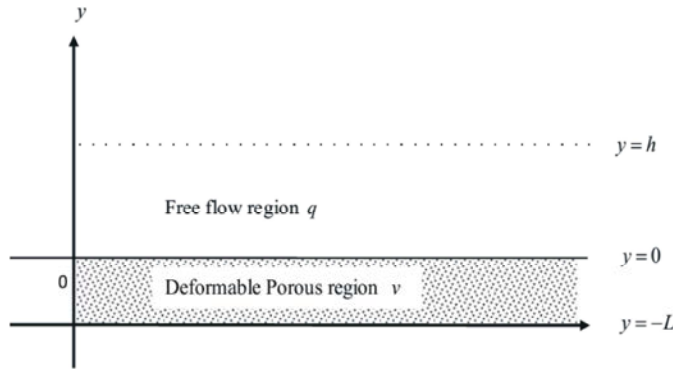 y
y = h
Free flow region q
y = 0
0
Deformable Porous region v
y = −L